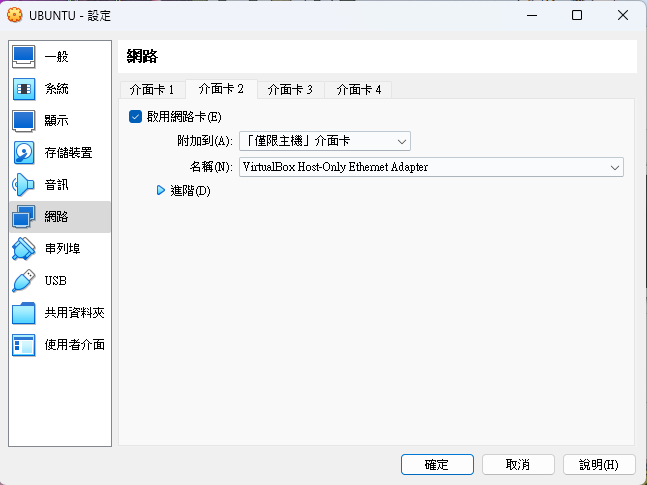 UBUNTU - 設定
一般
系統
顯示
存儲裝置
音訊
網路
串列埠
USB
共用資料夾
使用者介面
網路
介面卡 1
介面卡 2
介面卡 3
介面卡 4
啟用網路卡(E)
附加到(A):
「僅限主機」介面卡
名稱(N):
VirtualBox Host-Only Ethernet Adapter
進階(D)
確定
取消
說明(H)